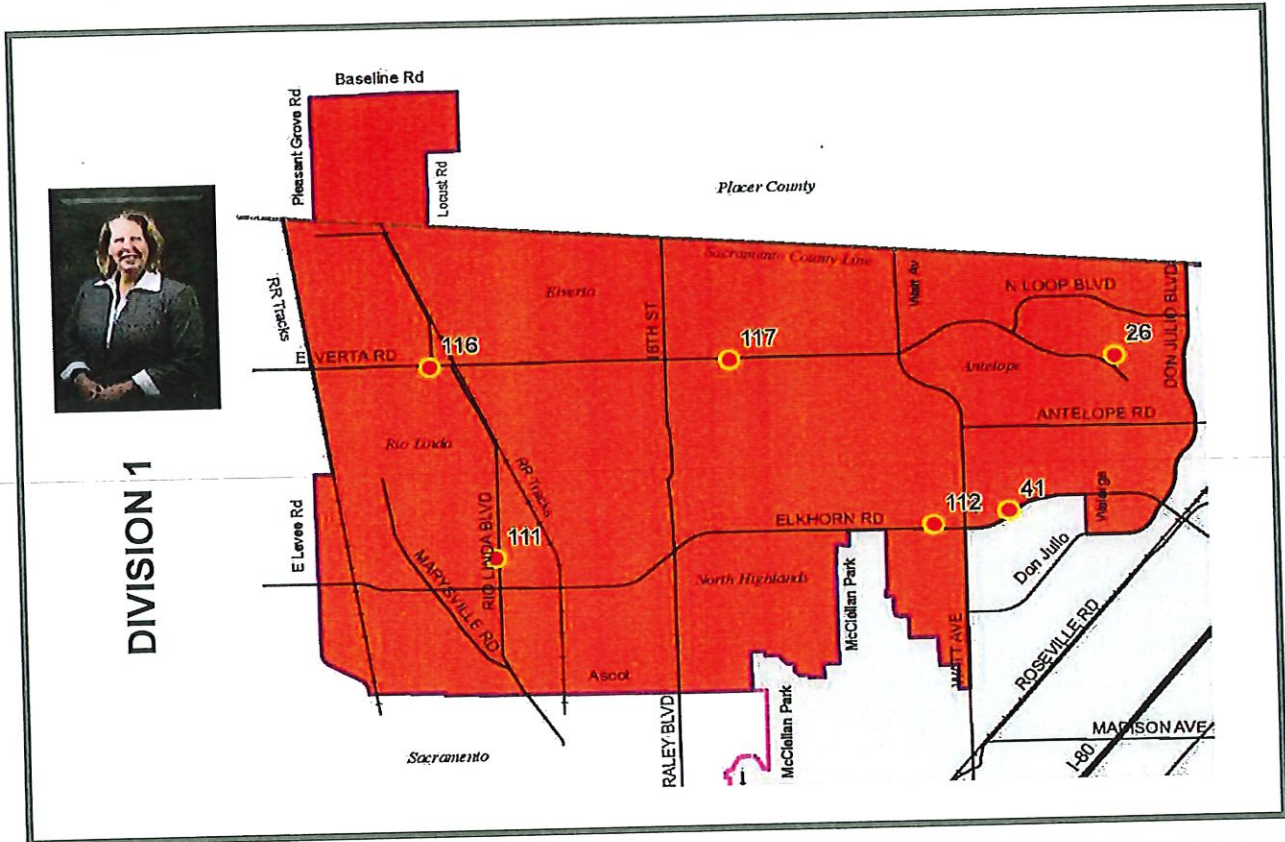 Baseline Rd
Pleasant Grove Rd
Locust Rd
Placer County
RR Tracks
Elverta
Sacramento County Line
16TH ST
Watt Av
N LOOP BLVD
DON JULIO BLVD
26
116
117
ELVERTA RD
Antelope
ANTELOPE RD
Rio Linda
RR Tracks
DIVISION 1
E Levee Rd
MARYSVILLE RD
RIO LINDA BLVD
111
ELKHORN RD
112
41
Walerga
Don Julio
North Highlands
McClellan Park
WATT AVE
ROSEVILLE RD
Ascot
Sacramento
RALEY BLVD
McClellan Park
MADISON AVE
I-80